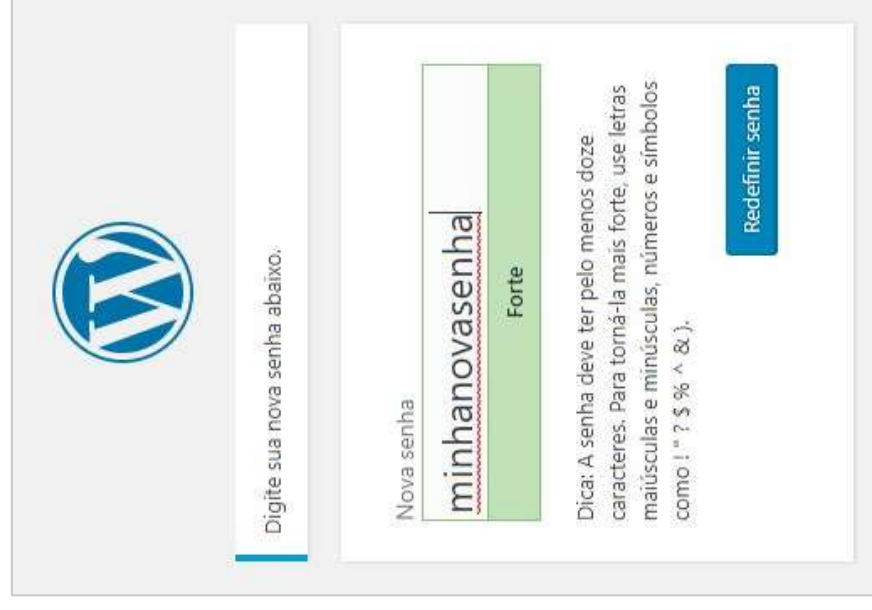 Digite sua nova senha abaixo.
Nova senha
minhanovasenha
Forte
Dica: A senha deve ter pelo menos doze
caracteres. Para torná-la mais forte, use letras
maiúsculas e minúsculas, números e símbolos
como ! " ? $ % ^ & ).
Redefinir senha